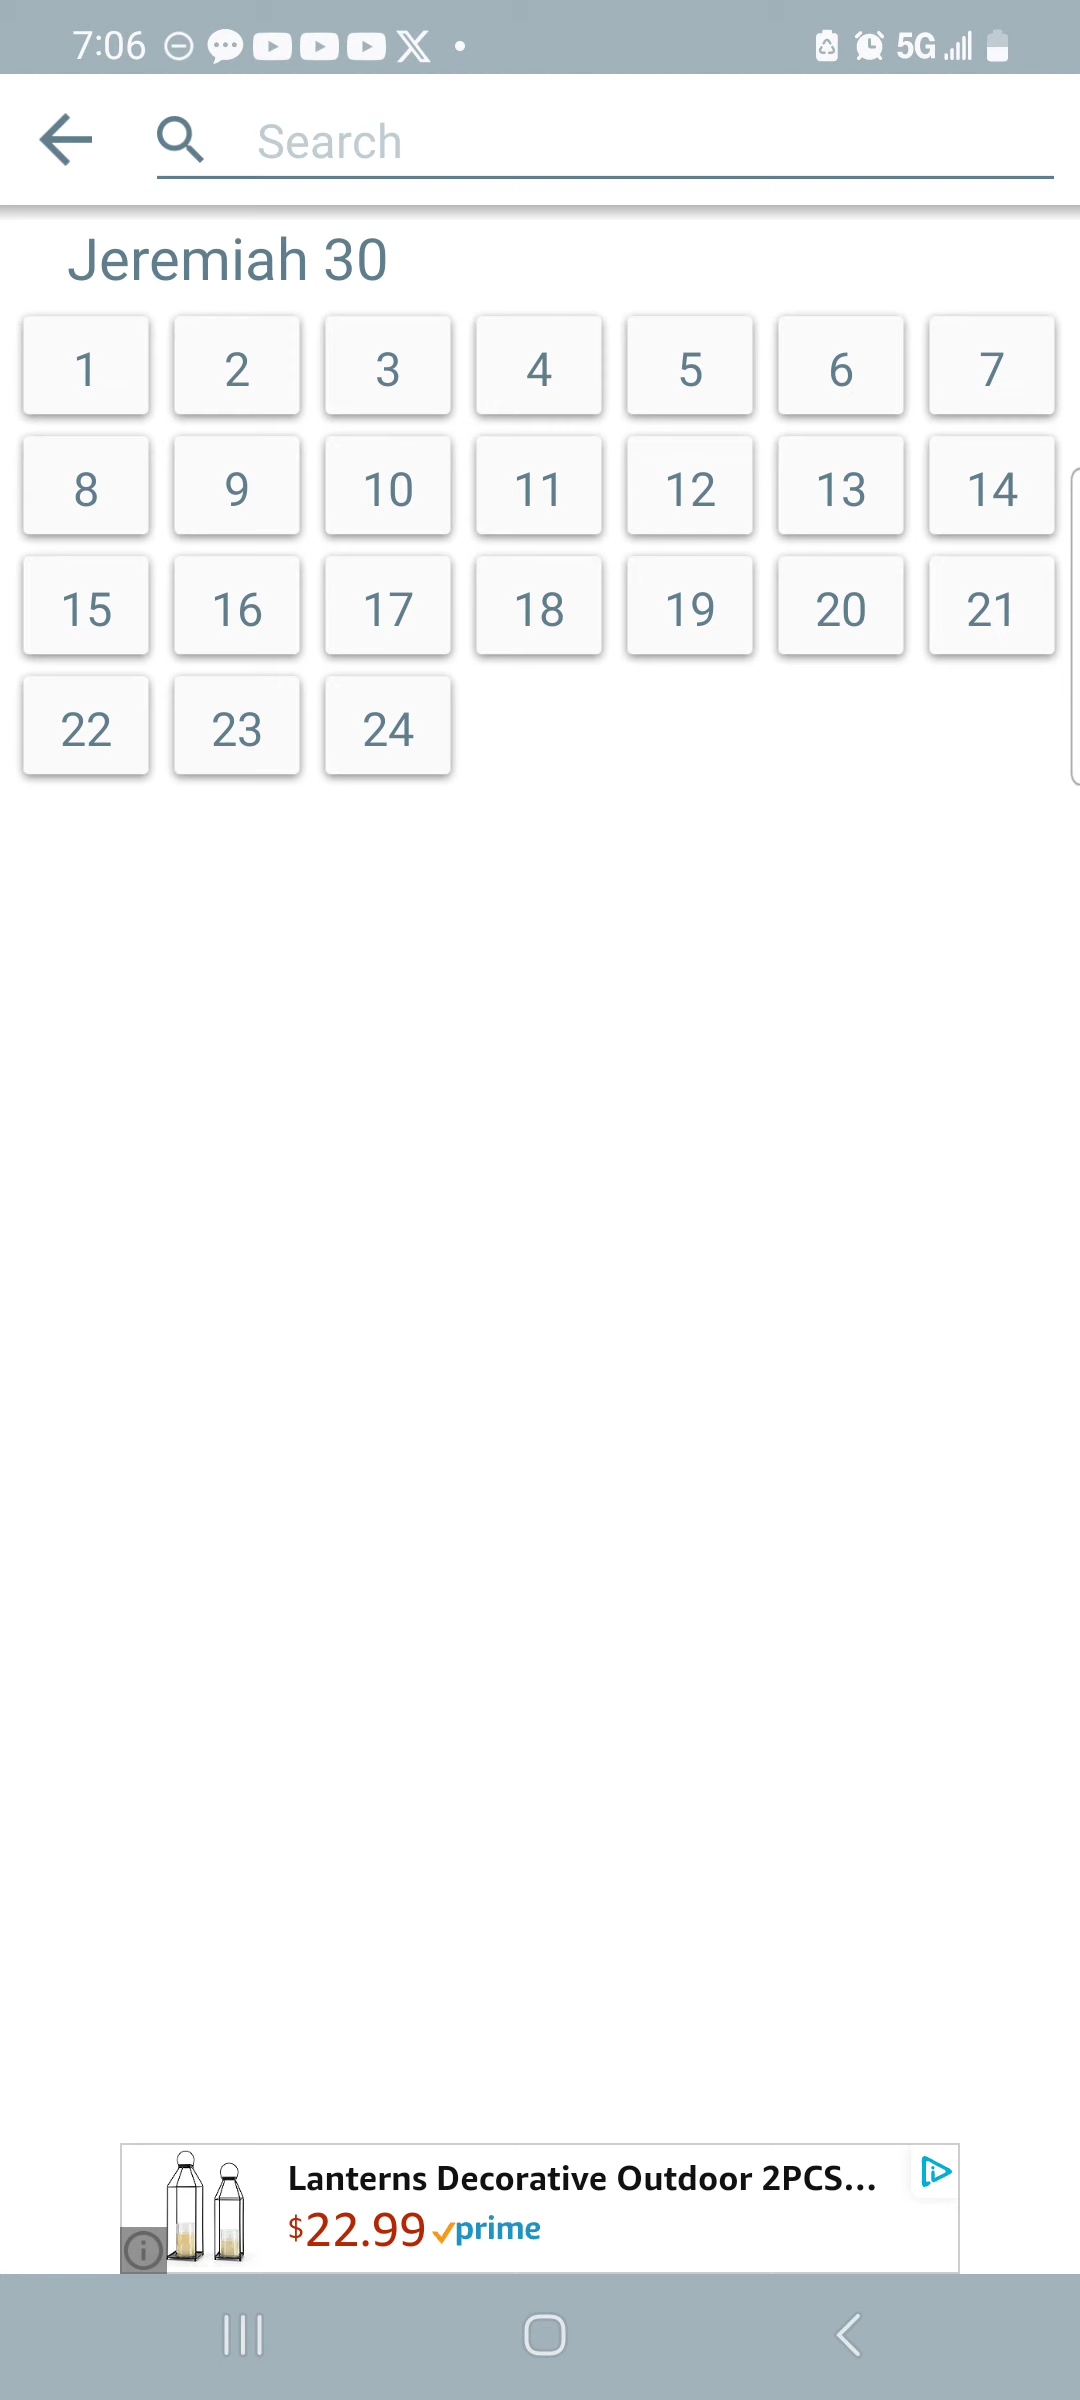 7:06 5G
Search
Jeremiah 30
1 2 3 4 5 6 7
8 9 10 11 12 13 14
15 16 17 18 19 20 21
22 23 24
Lanterns Decorative Outdoor 2PCS...
$22.99 prime